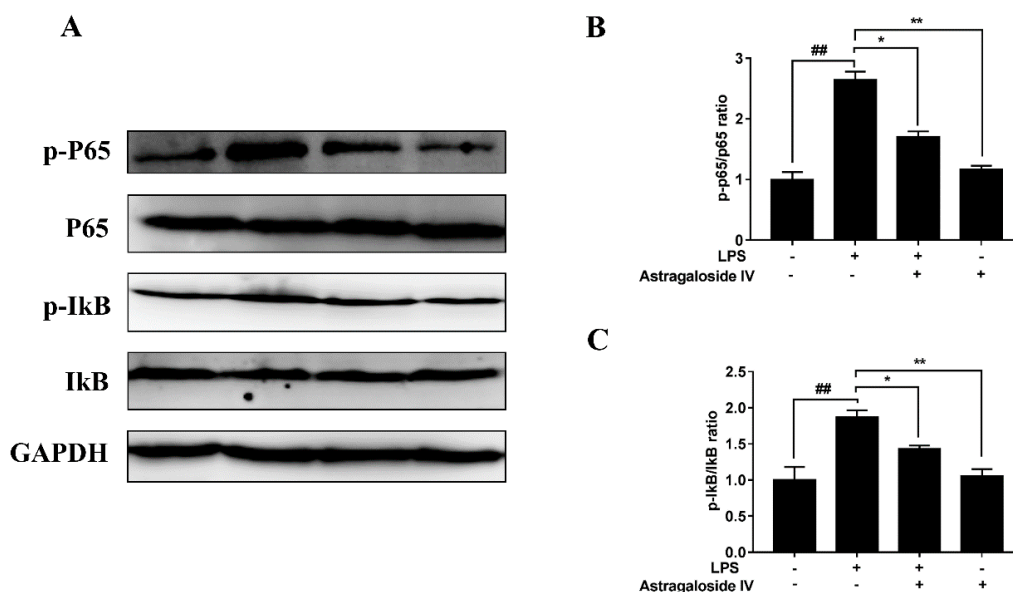 A
p-P65
P65
p-IkB
IkB
GAPDH
B
**
*
##
3
2
1
0
p-p65/p65 ratio
LPS - + + -
Astragaloside IV - - + +
C
**
*
##
2.5
2.0
1.5
1.0
0.5
0.0
p-IkB/IkB ratio
LPS - + + -
Astragaloside IV - - + +